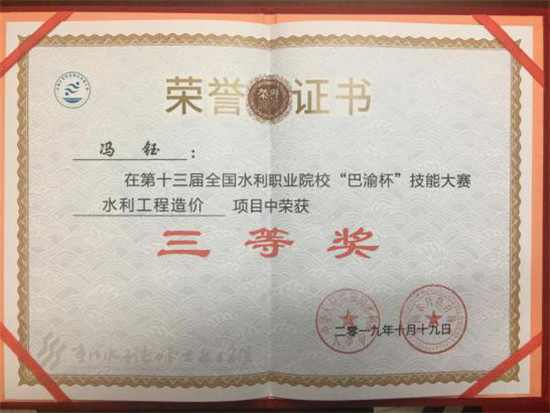 荣誉证书
冯钰：
在第十三届全国水利职业院校“巴渝杯”技能大赛
水利工程造价 项目中荣获
三等奖
二零一九年十月十九日